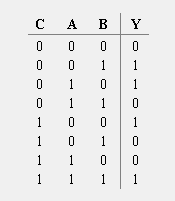 C A B Y
0 0 0 0
0 0 1 1
0 1 0 1
0 1 1 0
1 0 0 1
1 0 1 0
1 1 0 0
1 1 1 1